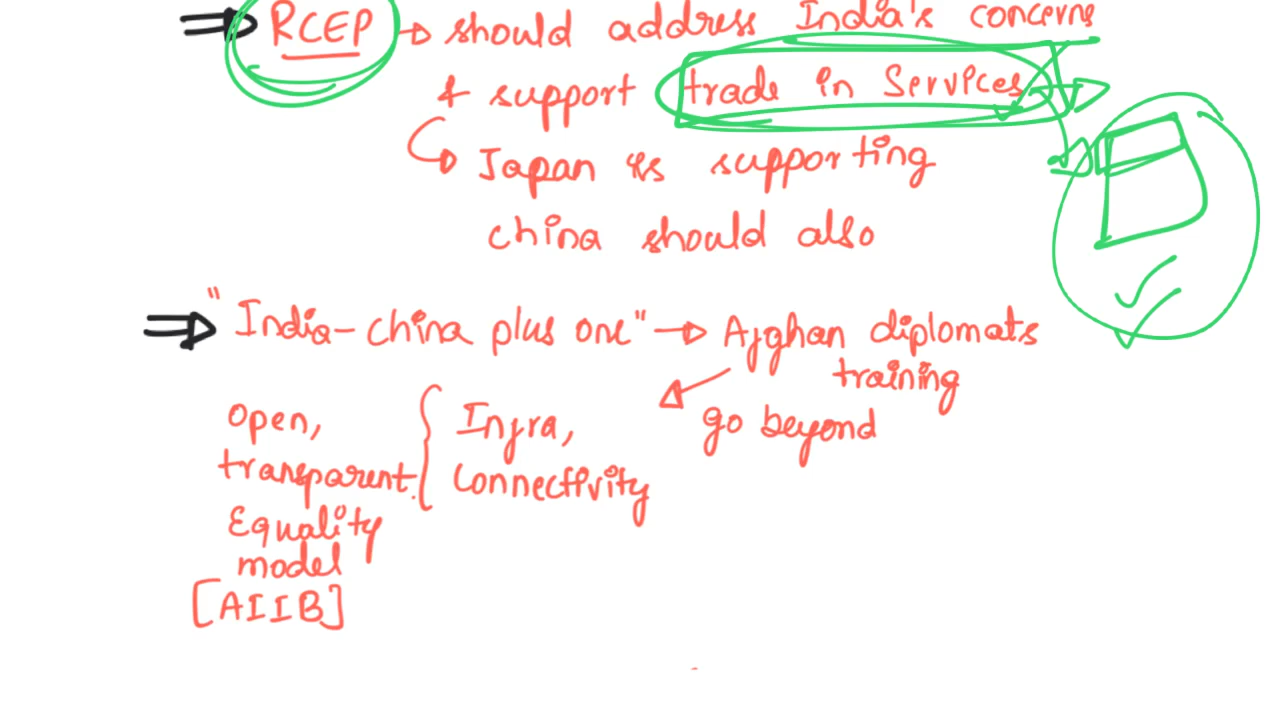 ⇒ RCEP → should address India's concerns
& support trade in Services
↳ Japan is supporting
china should also
⇒ "India-china plus one" → Afghan diplomats
training
go beyond
Open,
transparent.
Equality
model
[AIIB]
{ Infra,
Connectivity